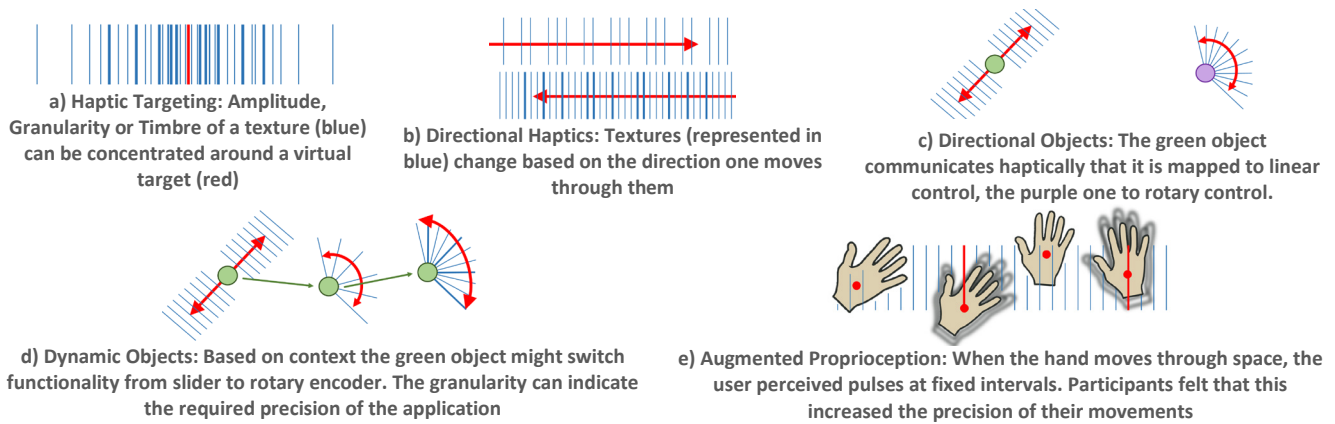 a) Haptic Targeting: Amplitude,
Granularity or Timbre of a texture (blue)
can be concentrated around a virtual
target (red)
b) Directional Haptics: Textures (represented in
blue) change based on the direction one moves
through them
c) Directional Objects: The green object
communicates haptically that it is mapped to linear
control, the purple one to rotary control.
d) Dynamic Objects: Based on context the green object might switch
functionality from slider to rotary encoder. The granularity can indicate
the required precision of the application
e) Augmented Proprioception: When the hand moves through space, the
user perceived pulses at fixed intervals. Participants felt that this
increased the precision of their movements